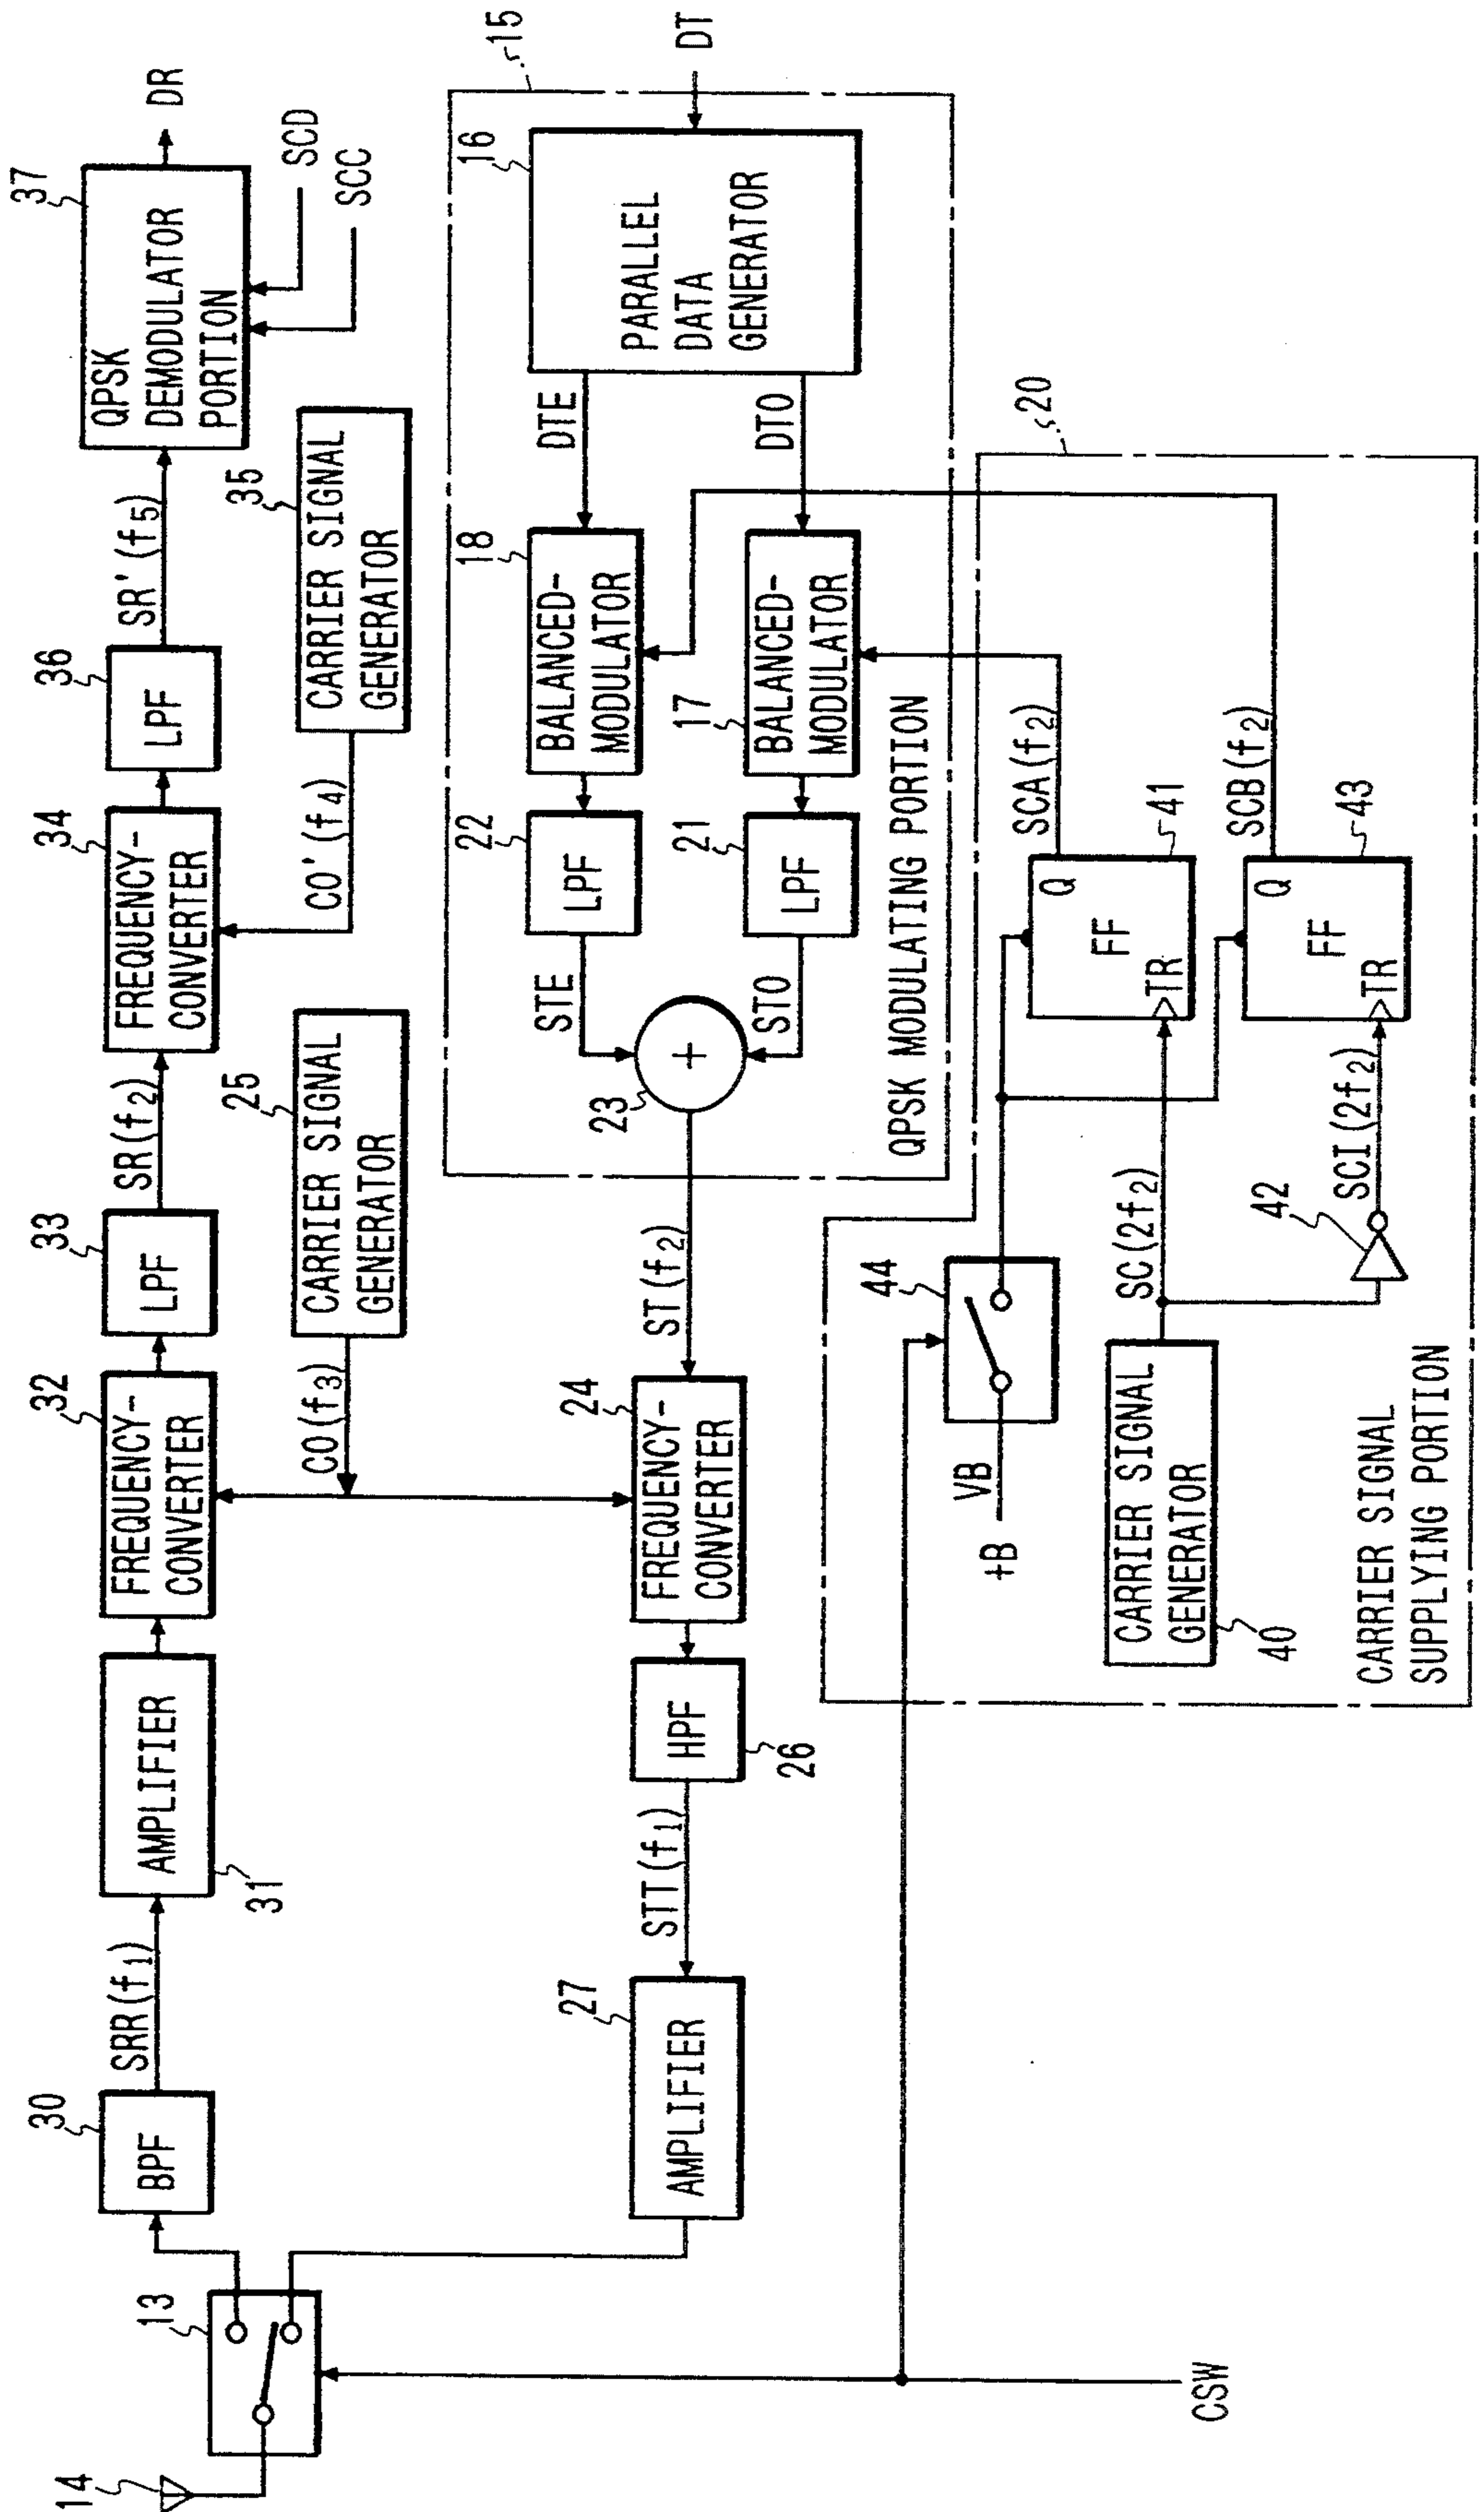 14
13
30
BPF
SRR(f1)
AMPLIFIER
31
32
FREQUENCY-
CONVERTER
33
LPF
SR(f2)
34
FREQUENCY-
CONVERTER
36
LPF
SR'(f5)
37
QPSK
DEMODULATOR
PORTION
DR
SCD
SCC
25
CARRIER SIGNAL
GENERATOR
CO(f3)
35
CARRIER SIGNAL
GENERATOR
CO'(f4)
27
AMPLIFIER
STT(f1)
HPF
26
24
FREQUENCY-
CONVERTER
ST(f2)
23
+
STE
STO
22
LPF
21
LPF
18
BALANCED-
MODULATOR
17
BALANCED-
MODULATOR
DTE
DTO
16
PARALLEL
DATA
GENERATOR
15
DT
QPSK MODULATING PORTION
20
44
+B
VB
CARRIER SIGNAL
GENERATOR
40
SC(2f2)
42
SCI(2f2)
Q
FF
TR
41
SCA(f2)
Q
FF
TR
43
SCB(f2)
CARRIER SIGNAL
SUPPLYING PORTION
CSW